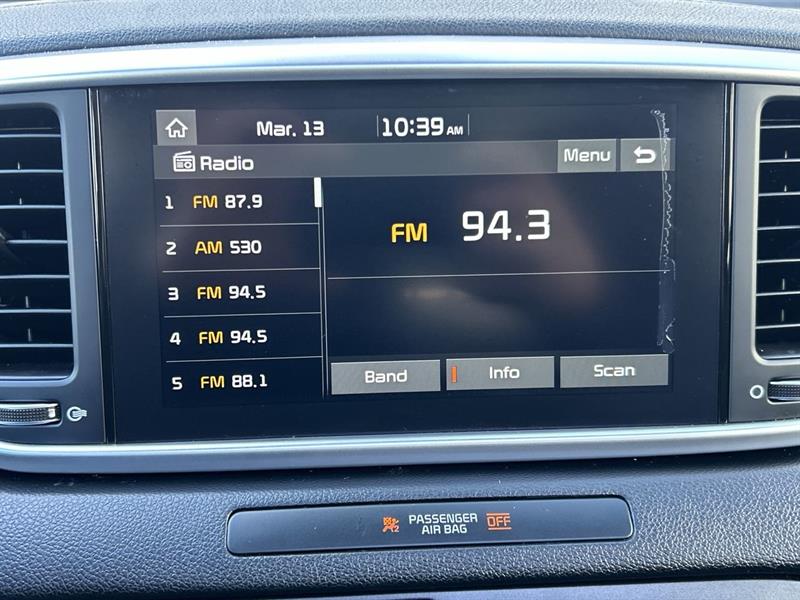 Mar. 13 10:39 AM
Radio Menu
1 FM 87.9
2 AM 530
3 FM 94.5
4 FM 94.5
5 FM 88.1
FM 94.3
Band Info Scan
2 PASSENGER AIR BAG OFF